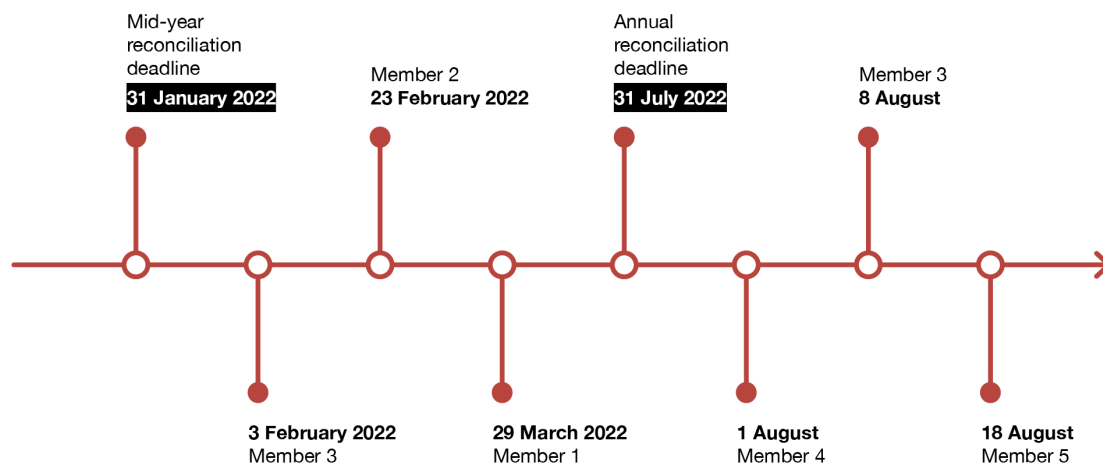 Mid-year
reconciliation
deadline
31 January 2022
3 February 2022
Member 3
Member 2
23 February 2022
29 March 2022
Member 1
Annual
reconciliation
deadline
31 July 2022
1 August
Member 4
Member 3
8 August
18 August
Member 5